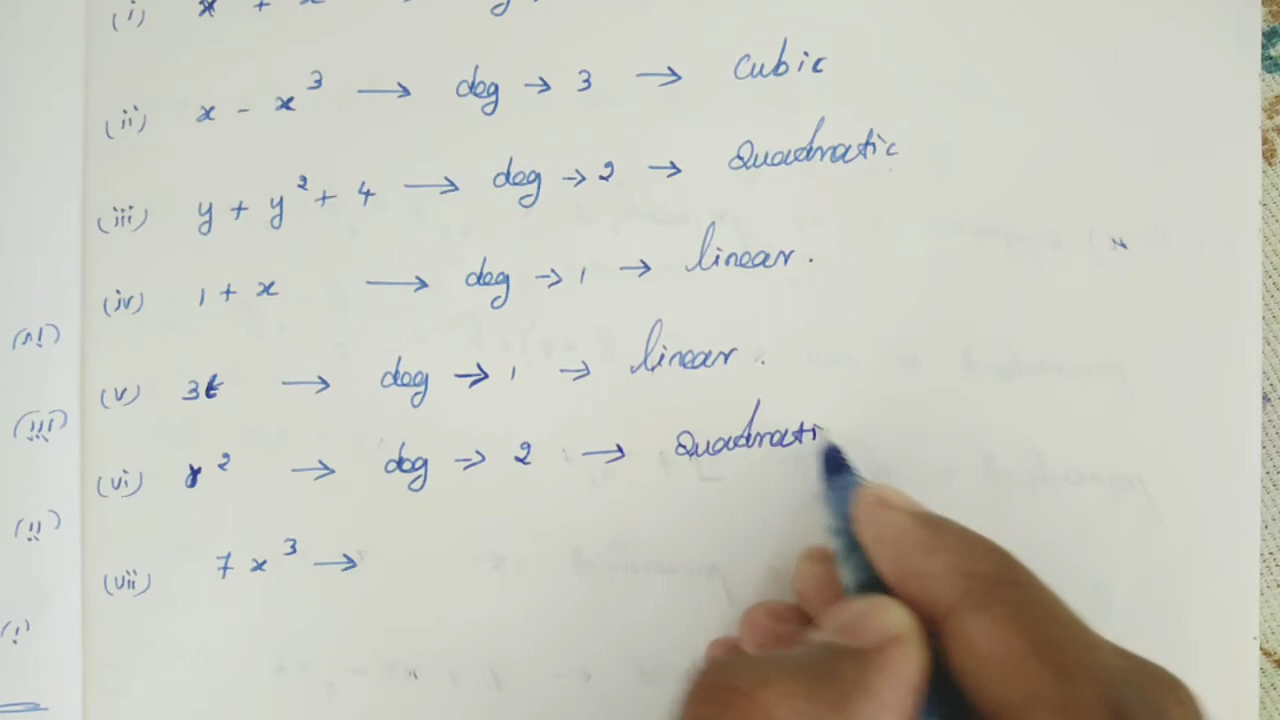 (i) x + x
(ii) x - x³ → deg → 3 → Cubic
(iii) y + y² + 4 → deg → 2 → Quadratic
(iv) 1 + x → deg → 1 → linear.
(v) 3t → deg → 1 → linear.
(vi) r² → deg → 2 → Quadrati
(vii) 7x³ →